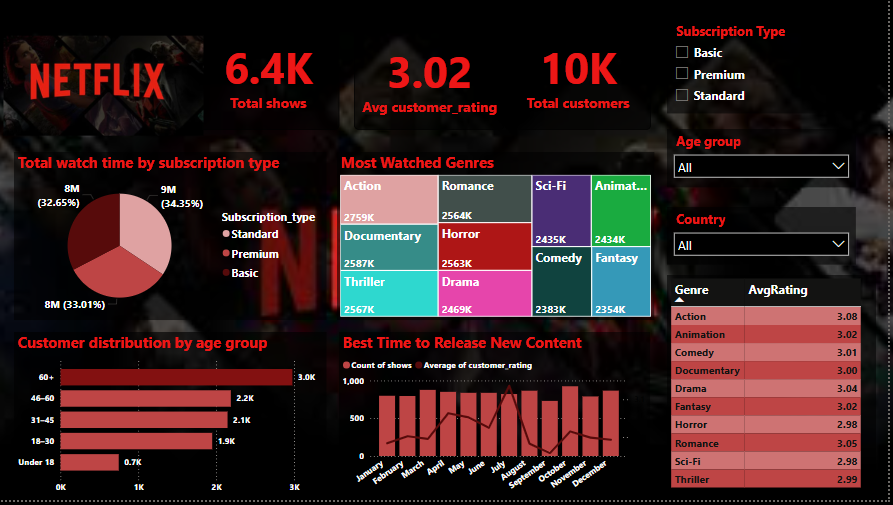 NETFLIX
6.4K
Total shows
3.02
Avg customer_rating
10K
Total customers
Subscription Type
Basic
Premium
Standard
Age group
All
Country
All
Total watch time by subscription type
8M
(32.65%)
9M
(34.35%)
8M (33.01%)
Subscription_type
Standard
Premium
Basic
Most Watched Genres
Action
2759K
Documentary
2587K
Thriller
2567K
Romance
2564K
Horror
2563K
Drama
2469K
Sci-Fi
2435K
Animat...
2434K
Comedy
2383K
Fantasy
2354K
Genre AvgRating
Action 3.08
Animation 3.02
Comedy 3.01
Documentary 3.00
Drama 3.04
Fantasy 3.02
Horror 2.98
Romance 3.05
Sci-Fi 2.98
Thriller 2.99
Customer distribution by age group
60+ 3.0K
46-60 2.2K
31-45 2.1K
18-30 1.9K
Under 18 0.7K
0K 1K 2K 3K
Best Time to Release New Content
Count of shows Average of customer_rating
1,000
500
0
January
February
March
April
May
June
July
August
September
October
November
December